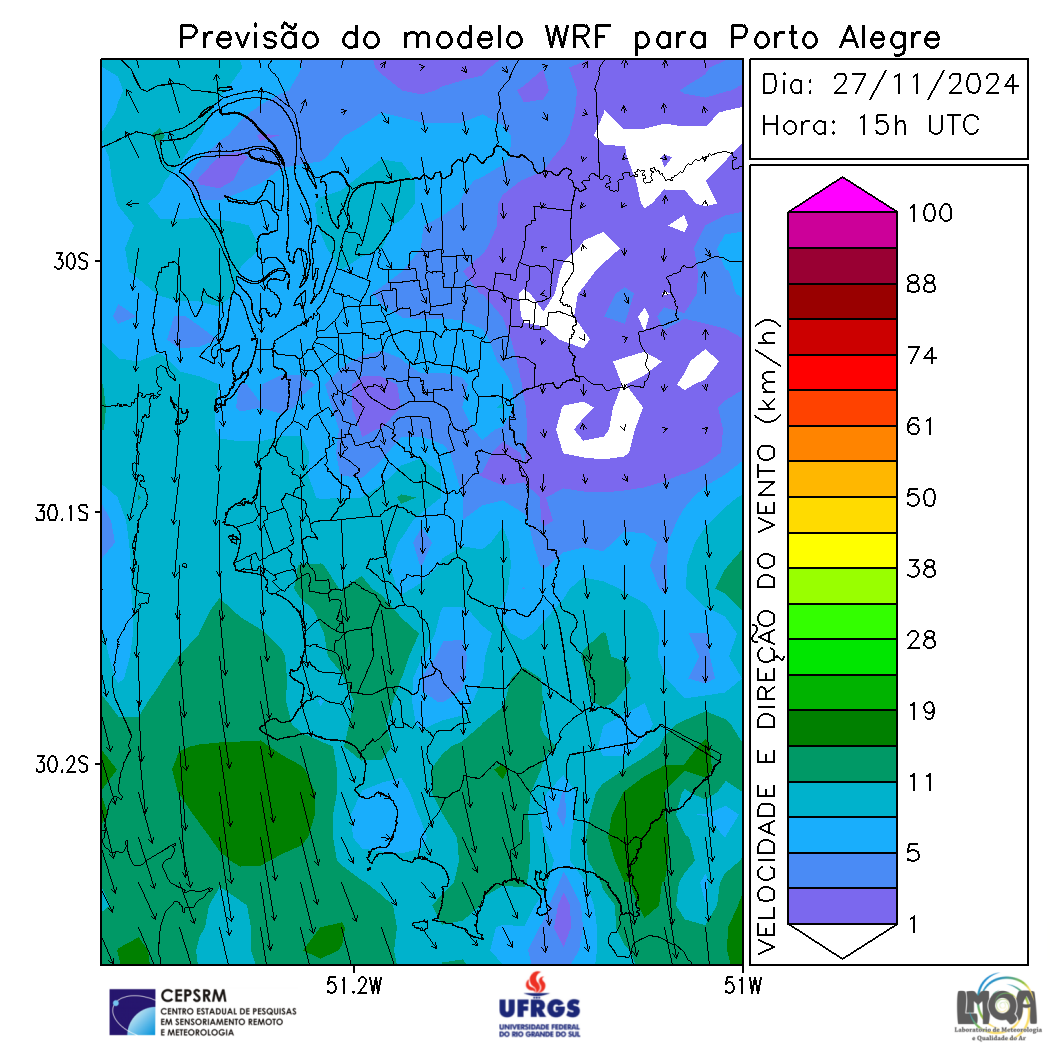 Previsão do modelo WRF para Porto Alegre
Dia: 27/11/2024
Hora: 15h UTC
30S
30.1S
30.2S
51.2W
51W
VELOCIDADE E DIREÇÃO DO VENTO (km/h)
100
88
74
61
50
38
28
19
11
5
1
CEPSRM
CENTRO ESTADUAL DE PESQUISAS
EM SENSORIAMENTO REMOTO
E METEOROLOGIA
UFRGS
UNIVERSIDADE FEDERAL
DO RIO GRANDE DO SUL
LMQA
Laboratório de Meteorologia
e Qualidade do Ar